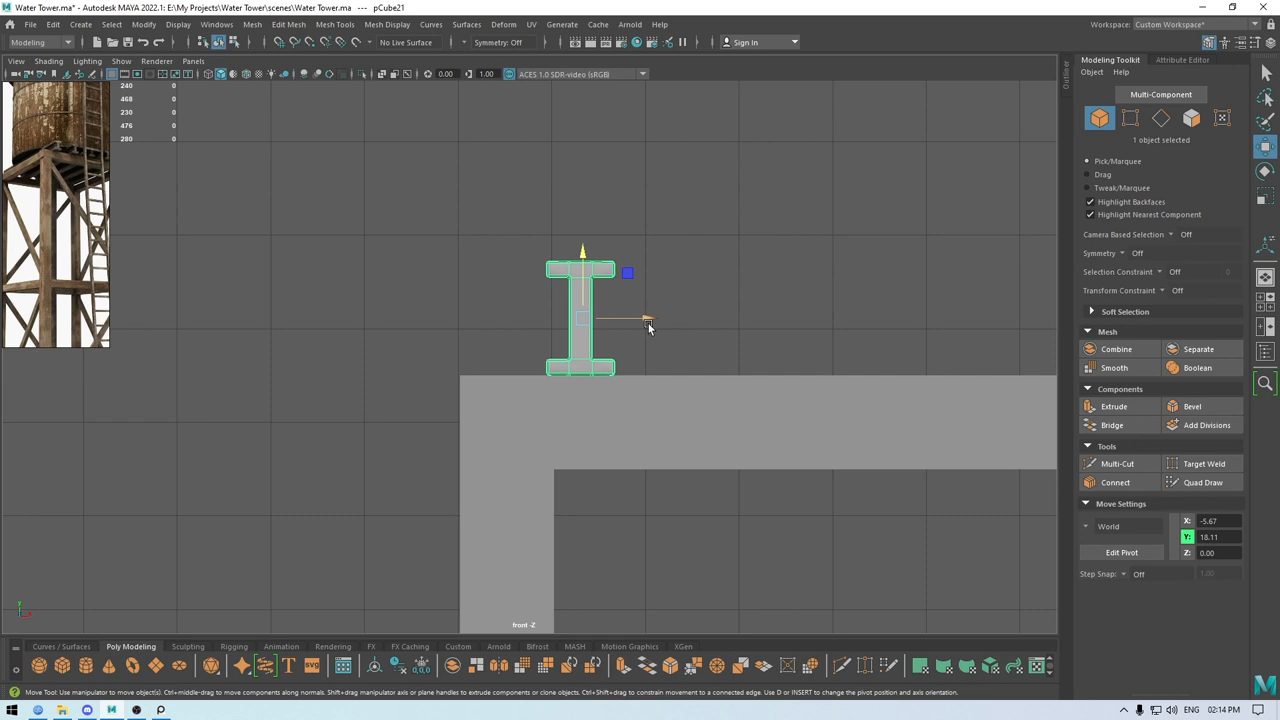 Water Tower.ma* - Autodesk MAYA 2022.1: E:\My Projects\Water Tower\scenes\Water Tower.ma --- pCube21
File Edit Create Select Modify Display Windows Mesh Edit Mesh Mesh Tools Mesh Display Curves Surfaces Deform UV Generate Cache Arnold Help
Workspace: Custom Workspace*
Modeling
No Live Surface
Symmetry: Off
Sign In
View Shading Lighting Show Renderer Panels
0.00
1.00
ACES 1.0 SDR-video (sRGB)
240 0
468 0
230 0
476 0
280 0
front -Z
Outliner
Modeling Toolkit Attribute Editor
Object Help
Multi-Component
1 object selected
Pick/Marquee
Drag
Tweak/Marquee
Highlight Backfaces
Highlight Nearest Component
Camera Based Selection Off
Symmetry Off
Selection Constraint Off 0
Transform Constraint Off
Soft Selection
Mesh
Combine Separate
Smooth Boolean
Components
Extrude Bevel
Bridge Add Divisions
Tools
Multi-Cut Target Weld
Connect Quad Draw
Move Settings
World
X: -5.67
Y: 18.11
Edit Pivot
Z: 0.00
Step Snap: Off 1.00
Curves / Surfaces Poly Modeling Sculpting Rigging Animation Rendering FX FX Caching Custom Arnold Bifrost MASH Motion Graphics XGen
Move Tool: Use manipulator to move object(s). Ctrl+middle-drag to move components along normals. Shift+drag manipulator axis or plane handles to extrude components or clone objects. Ctrl+Shift+drag to constrain movement to a connected edge. Use D or INSERT to change the pivot position and axis orientation.
ENG 02:14 PM